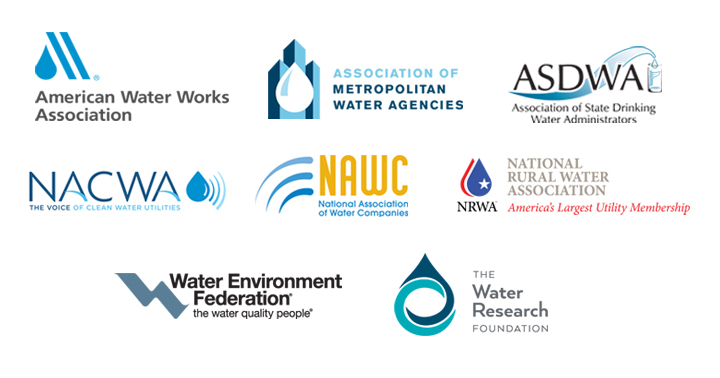 American Water Works
Association
ASSOCIATION OF
METROPOLITAN
WATER AGENCIES
ASDWA
Association of State Drinking
Water Administrators
NACWA
THE VOICE OF CLEAN WATER UTILITIES
NAWC
National Association
of Water Companies
NRWA
NATIONAL
RURAL WATER
ASSOCIATION
America's Largest Utility Membership
Water Environment
Federation®
the water quality people®
THE
Water
Research
FOUNDATION